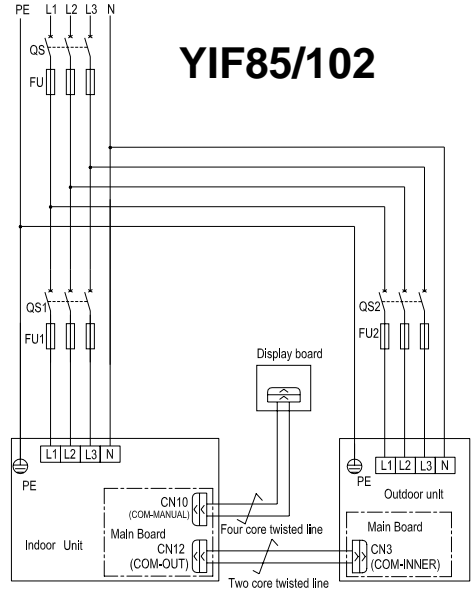 PE L1 L2 L3 N
YIF85/102
QS
FU
QS1
FU1
QS2
FU2
Display board
L1 L2 L3 N
PE
CN10
(COM-MANUAL)
Main Board
CN12
(COM-OUT)
Indoor Unit
Four core twisted line
Two core twisted line
L1 L2 L3 N
PE
Outdoor unit
Main Board
CN3
(COM-INNER)